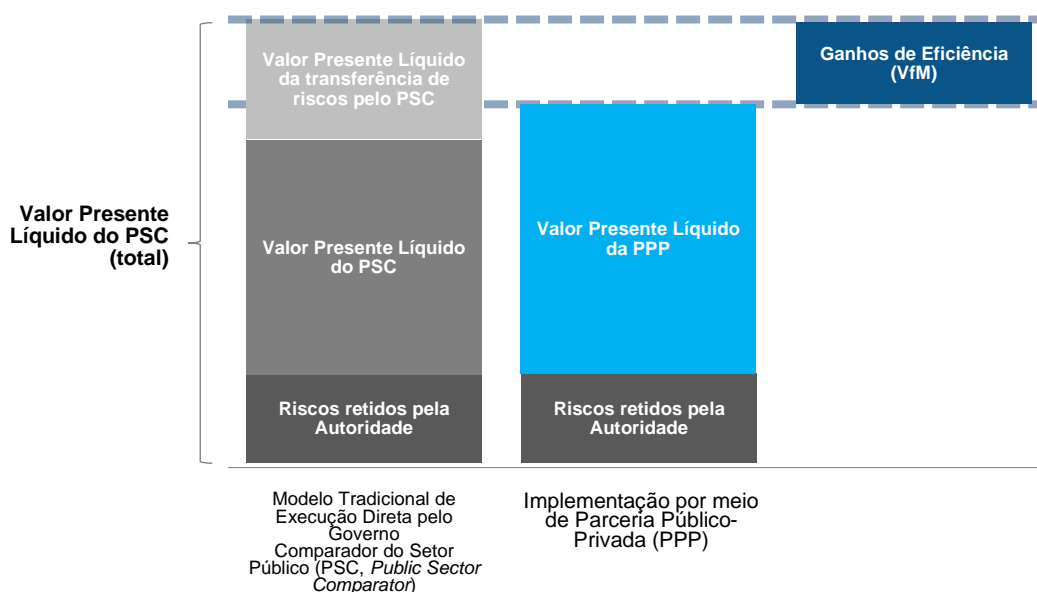 Valor Presente Líquido
da transferência de
riscos pelo PSC
Ganhos de Eficiência
(VfM)
Valor Presente
Líquido do PSC
(total)
Valor Presente Líquido
do PSC
Valor Presente Líquido
da PPP
Riscos retidos pela
Autoridade
Riscos retidos pela
Autoridade
Modelo Tradicional de
Execução Direta pelo
Governo
Comparador do Setor
Público (PSC, Public Sector
Comparator)
Implementação por meio
de Parceria Público-
Privada (PPP)